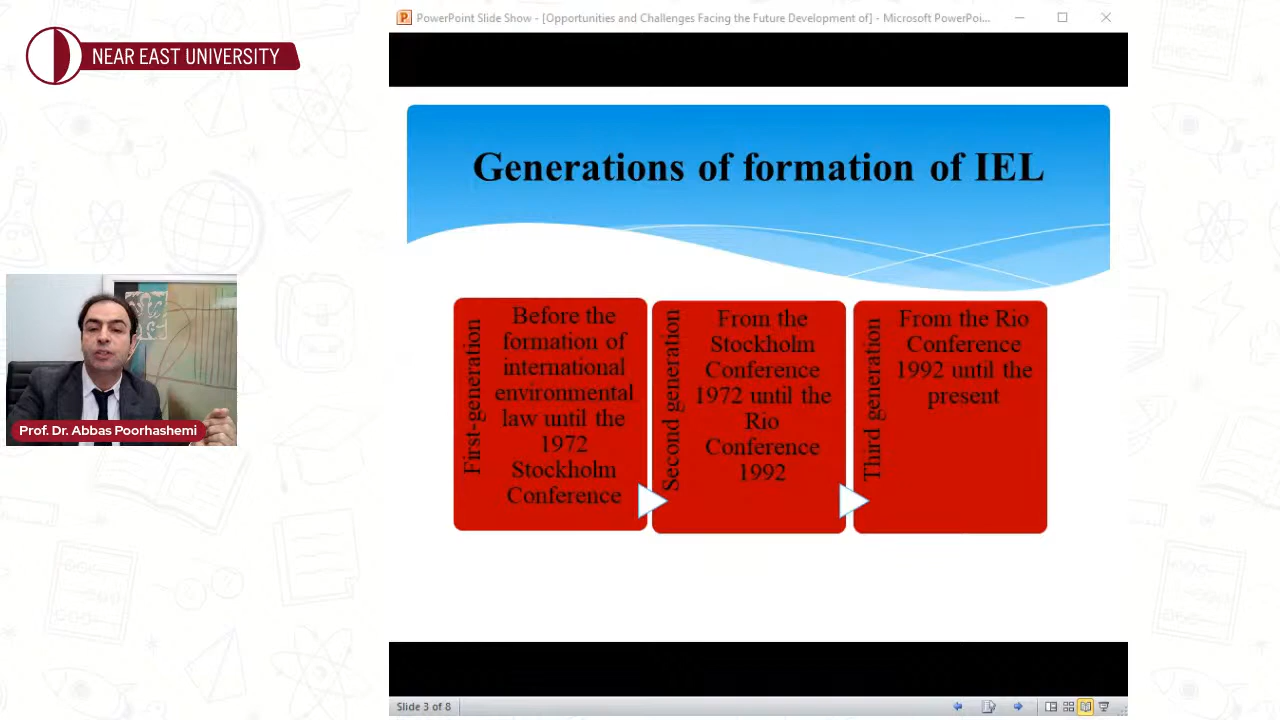 PowerPoint Slide Show - [Opportunities and Challenges Facing the Future Development of] - Microsoft PowerPoi...
NEAR EAST UNIVERSITY
Generations of formation of IEL
First-generation
Before the
formation of
international
environmental
law until the
1972
Stockholm
Conference
Second generation
From the
Stockholm
Conference
1972 until the
Rio
Conference
1992
Third generation
From the Rio
Conference
1992 until the
present
Prof. Dr. Abbas Poorhashemi
Slide 3 of 8